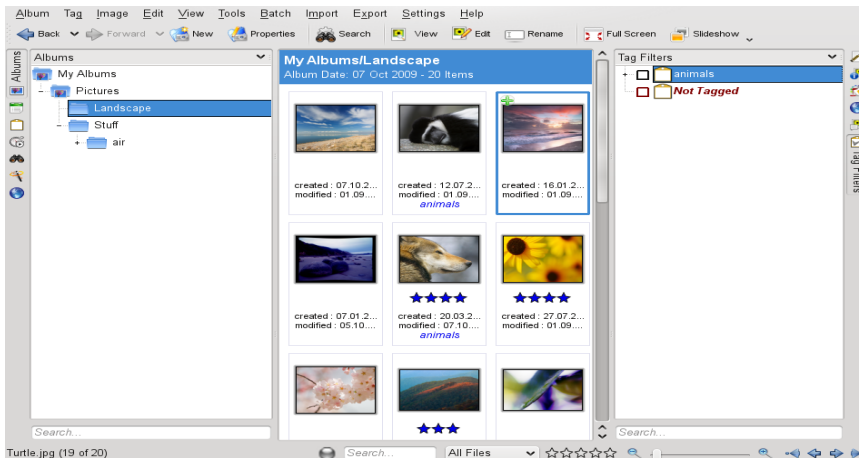 Album Tag Image Edit View Tools Batch Import Export Settings Help
Back Forward New Properties Search View Edit Rename Full Screen Slideshow
Albums
Albums
My Albums
Pictures
Landscape
Stuff
air
Search...
My Albums/Landscape
Album Date: 07 Oct 2009 - 20 Items
created : 07.10.2...
modified : 01.09....
created : 12.07.2...
modified : 01.09....
animals
created : 16.01.2...
modified : 01.09....
created : 07.01.2...
modified : 05.10....
created : 20.03.2...
modified : 07.10....
animals
created : 27.07.2...
modified : 01.09....
Tag Filters
animals
Not Tagged
Search...
Tag Filters
Turtle.jpg (19 of 20)
Search...
All Files